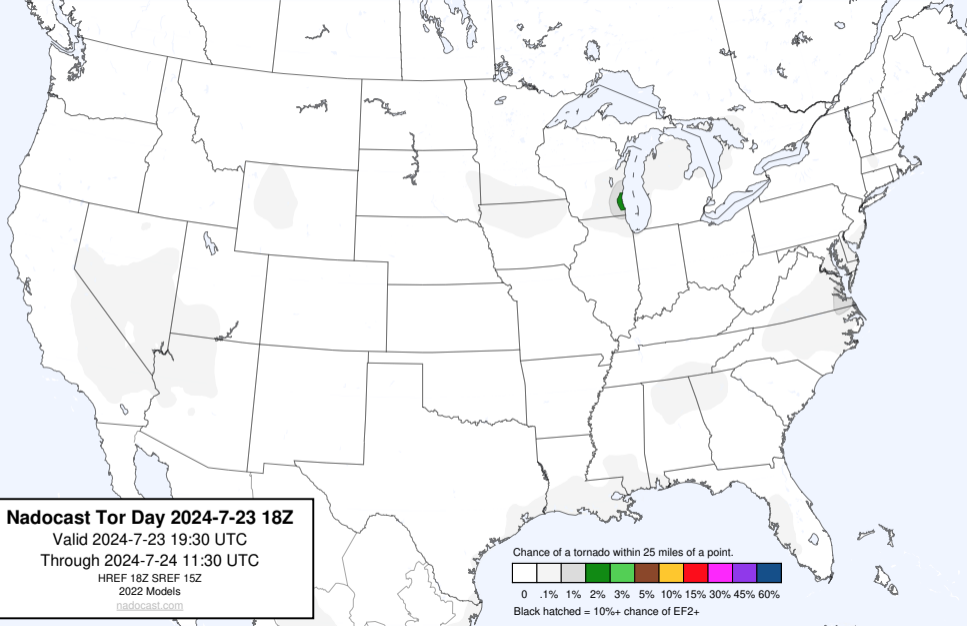 Nadocast Tor Day 2024-7-23 18Z
Valid 2024-7-23 19:30 UTC
Through 2024-7-24 11:30 UTC
HREF 18Z SREF 15Z
2022 Models
nadocast.com
Chance of a tornado within 25 miles of a point.
0 .1% 1% 2% 3% 5% 10% 15% 30% 45% 60%
Black hatched = 10%+ chance of EF2+